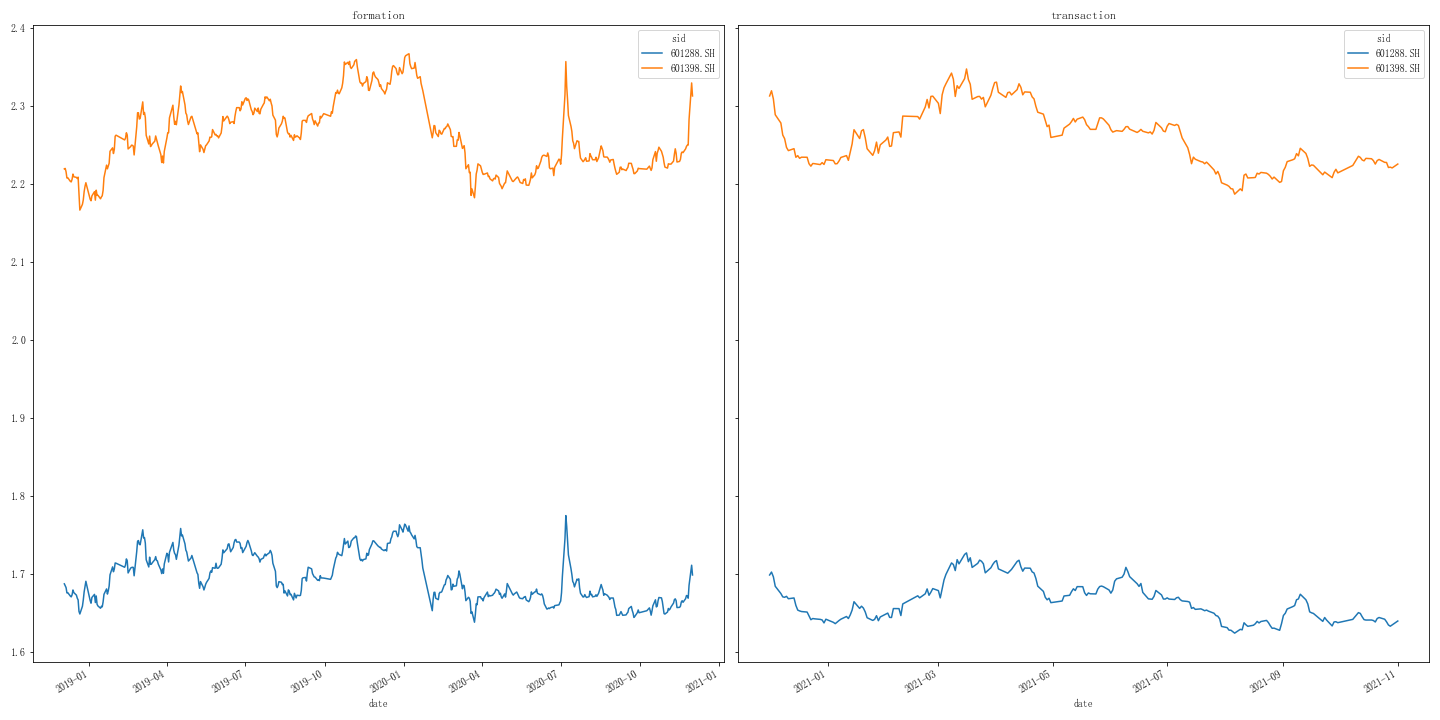 formation
sid
601288.SH
601398.SH
2.4
2.3
2.2
2.1
2.0
1.9
1.8
1.7
1.6
2019-01
2019-04
2019-07
2019-10
2020-01
2020-04
2020-07
2020-10
2021-01
date
transaction
sid
601288.SH
601398.SH
2021-01
2021-03
2021-05
2021-07
2021-09
2021-11
date